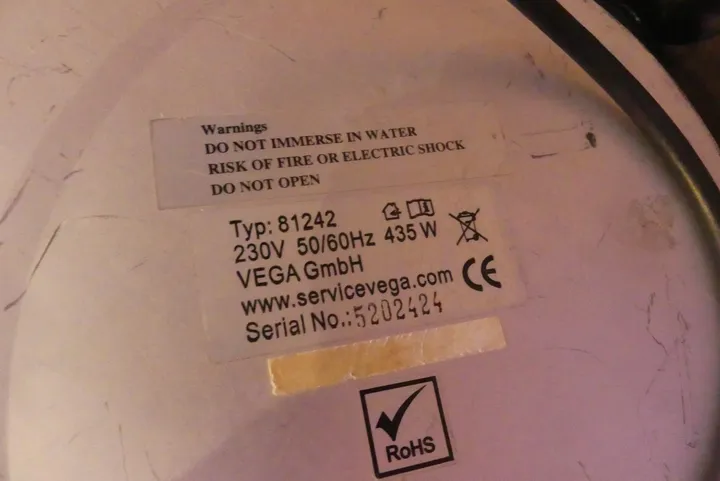 Warnings
DO NOT IMMERSE IN WATER
RISK OF FIRE OR ELECTRIC SHOCK
DO NOT OPEN
Typ: 81242
230V 50/60Hz 435 W
VEGA GmbH
www.servicevega.com CE
Serial No.:5202424
RoHS